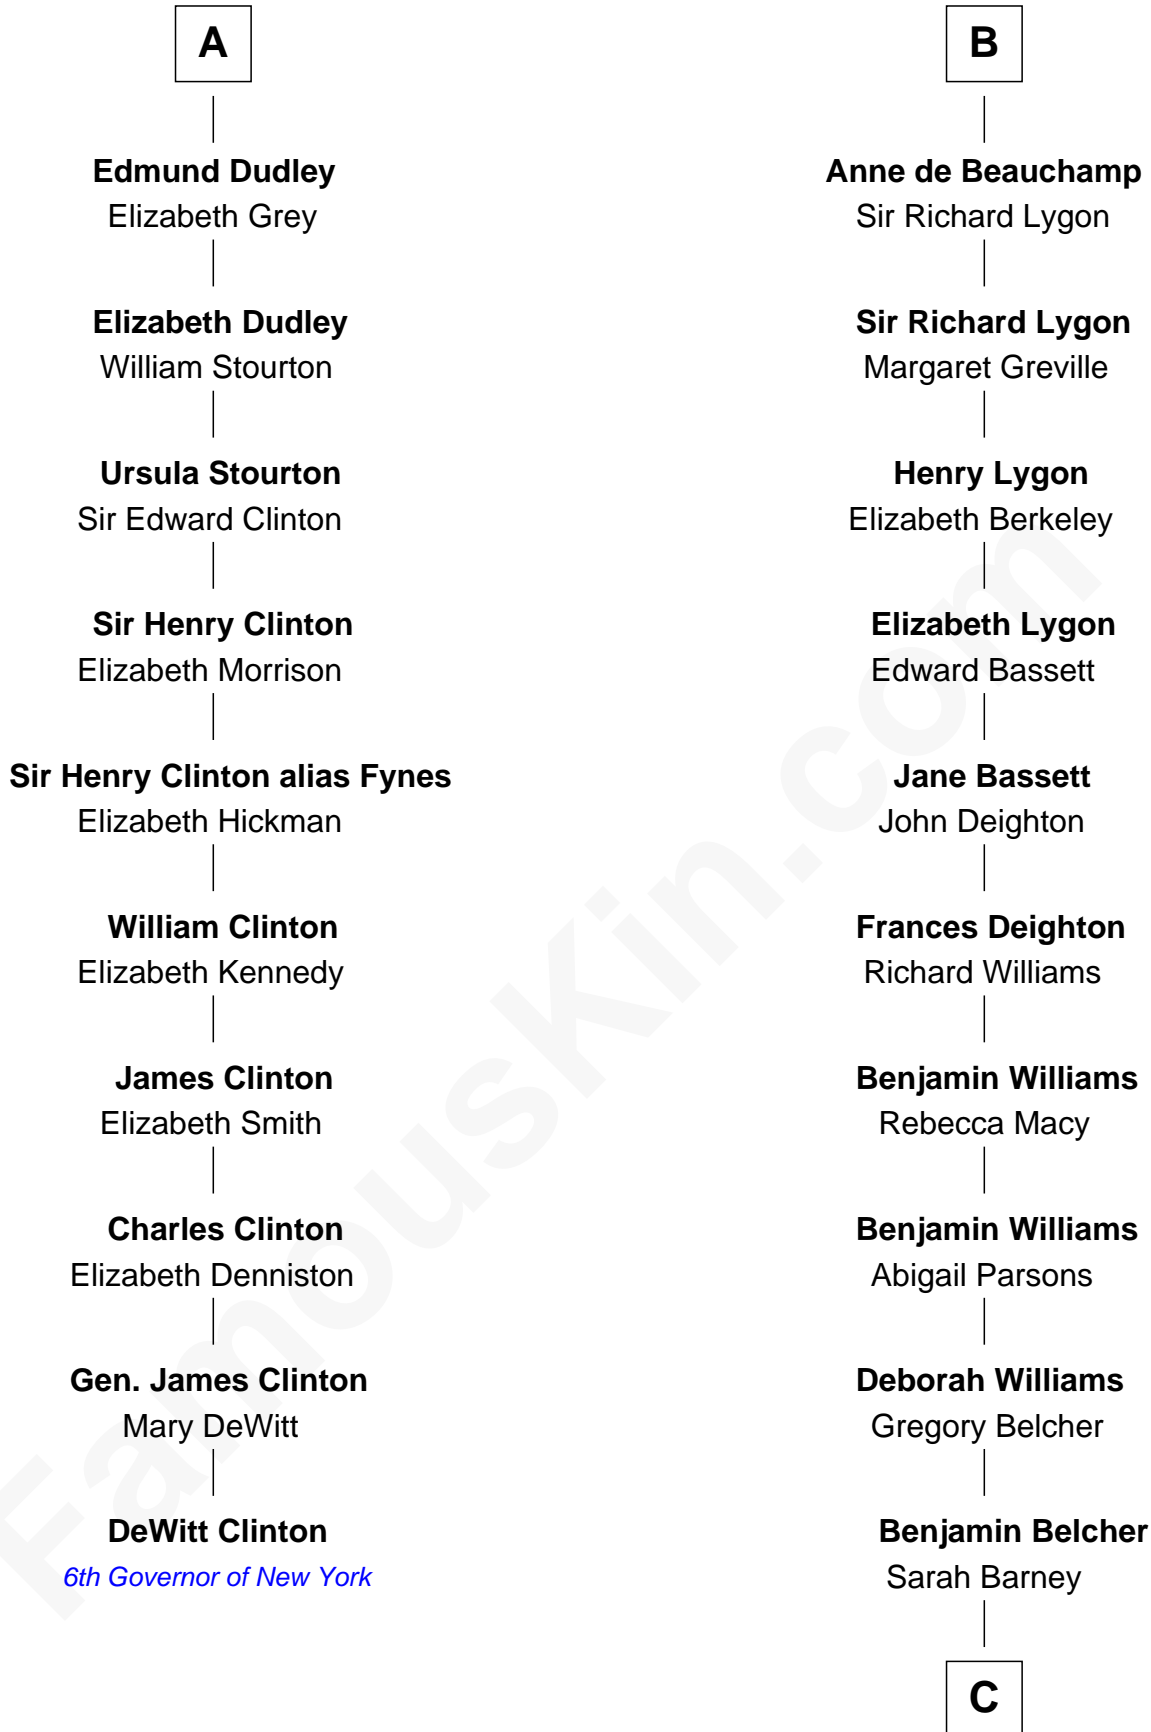 A
Edmund Dudley
Elizabeth Grey
Elizabeth Dudley
William Stourton
Ursula Stourton
Sir Edward Clinton
Sir Henry Clinton
Elizabeth Morrison
Sir Henry Clinton alias Fynes
Elizabeth Hickman
William Clinton
Elizabeth Kennedy
James Clinton
Elizabeth Smith
Charles Clinton
Elizabeth Denniston
Gen. James Clinton
Mary DeWitt
DeWitt Clinton
6th Governor of New York
B
Anne de Beauchamp
Sir Richard Lygon
Sir Richard Lygon
Margaret Greville
Henry Lygon
Elizabeth Berkeley
Elizabeth Lygon
Edward Bassett
Jane Bassett
John Deighton
Frances Deighton
Richard Williams
Benjamin Williams
Rebecca Macy
Benjamin Williams
Abigail Parsons
Deborah Williams
Gregory Belcher
Benjamin Belcher
Sarah Barney
C
FamousKin.com